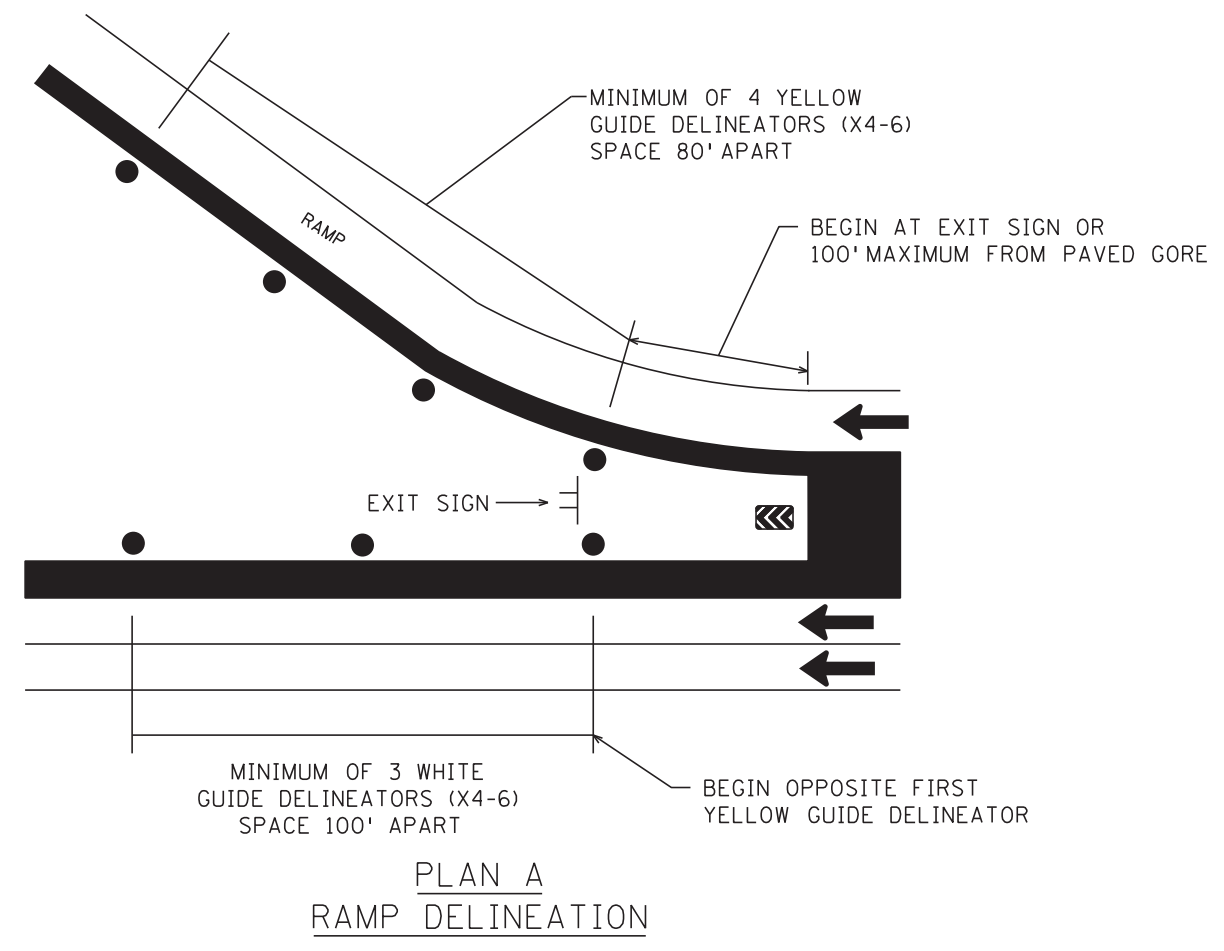 MINIMUM OF 4 YELLOW
GUIDE DELINEATORS (X4-6)
SPACE 80' APART
BEGIN AT EXIT SIGN OR
100' MAXIMUM FROM PAVED GORE
RAMP
EXIT SIGN
MINIMUM OF 3 WHITE
GUIDE DELINEATORS (X4-6)
SPACE 100' APART
BEGIN OPPOSITE FIRST
YELLOW GUIDE DELINEATOR
PLAN A
RAMP DELINEATION